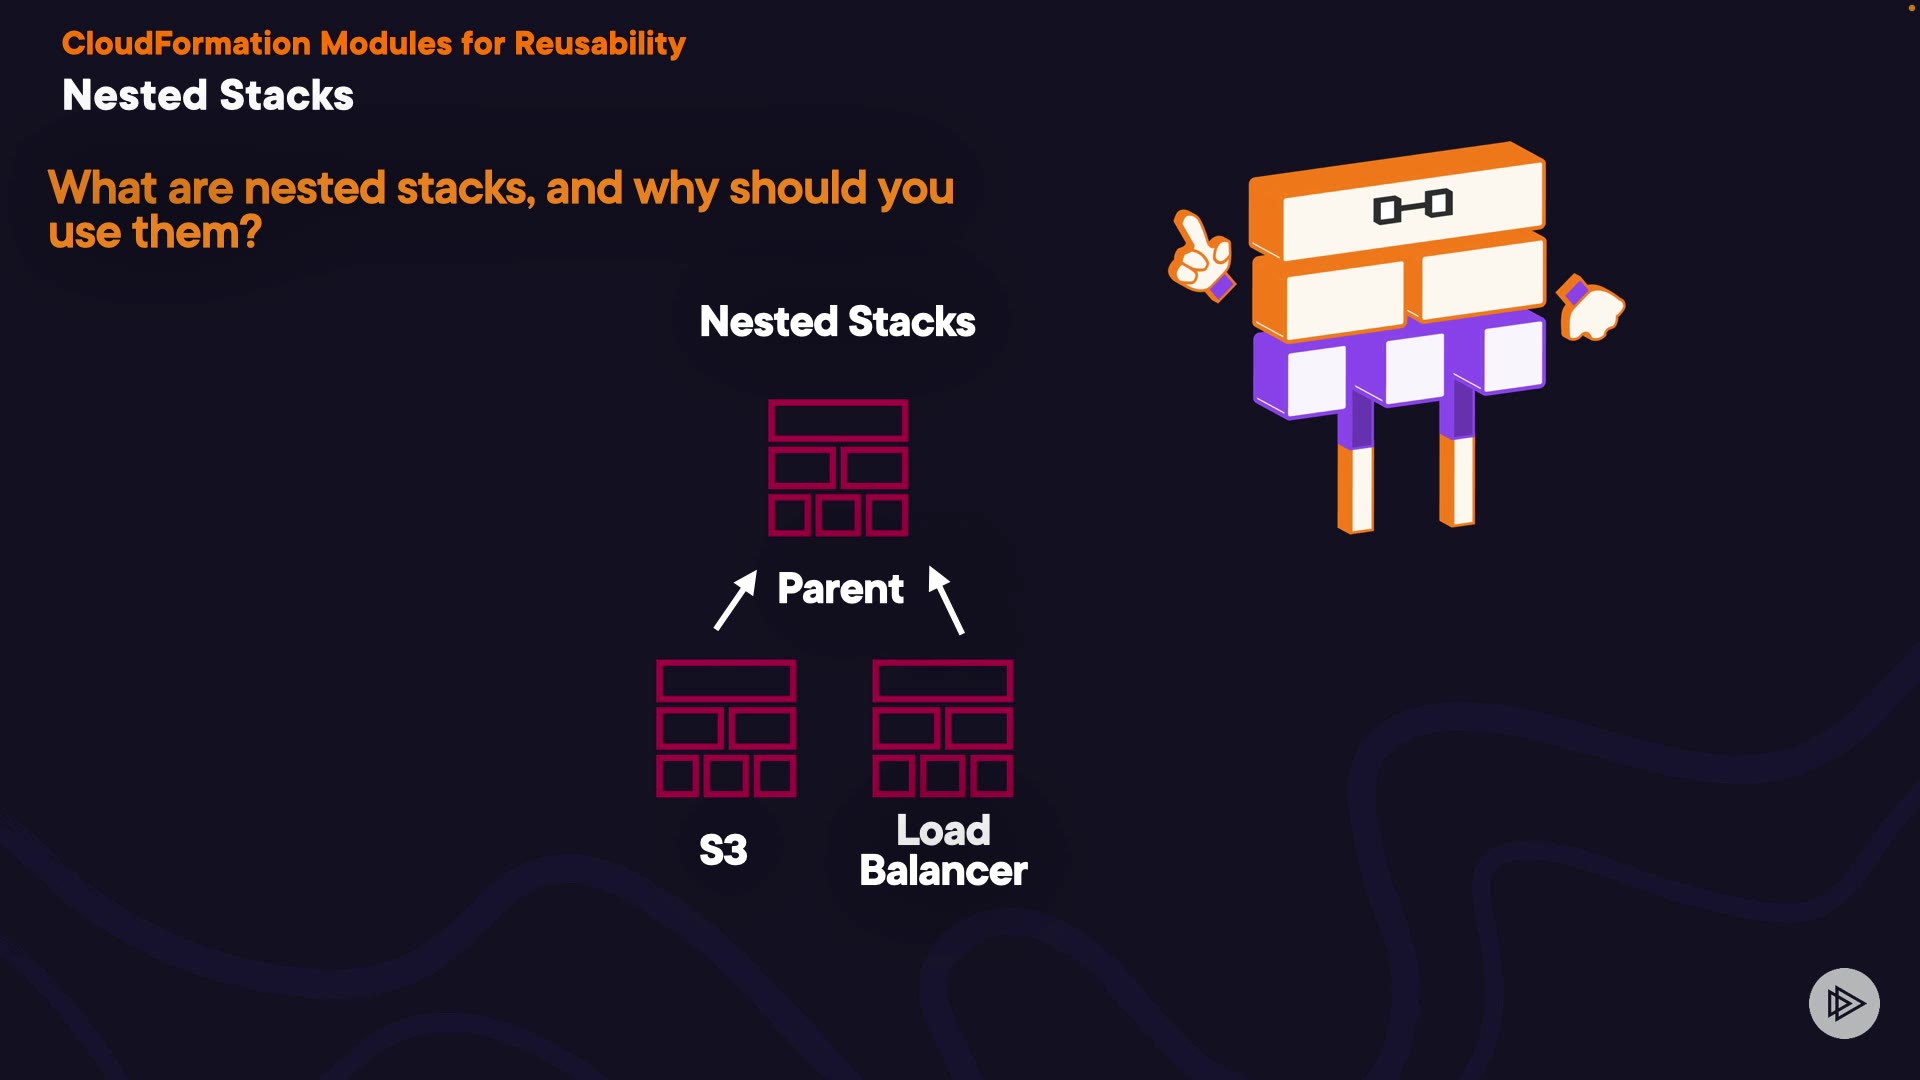 CloudFormation Modules for Reusability
Nested Stacks
What are nested stacks, and why should you
use them?
Nested Stacks
Parent
S3
Load
Balancer